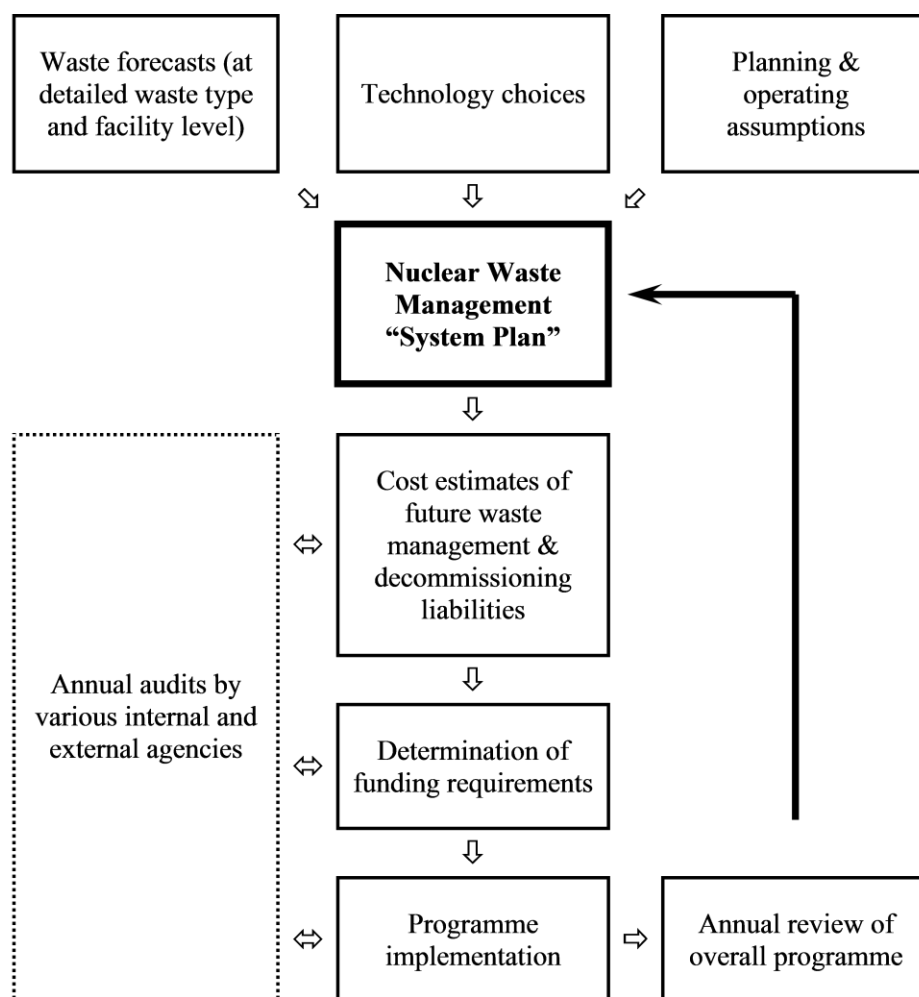 Waste forecasts (at
detailed waste type
and facility level)
Technology choices
Planning &
operating
assumptions
Nuclear Waste
Management
“System Plan”
Cost estimates of
future waste
management &
decommissioning
liabilities
Annual audits by
various internal and
external agencies
Determination of
funding requirements
Programme
implementation
Annual review of
overall programme